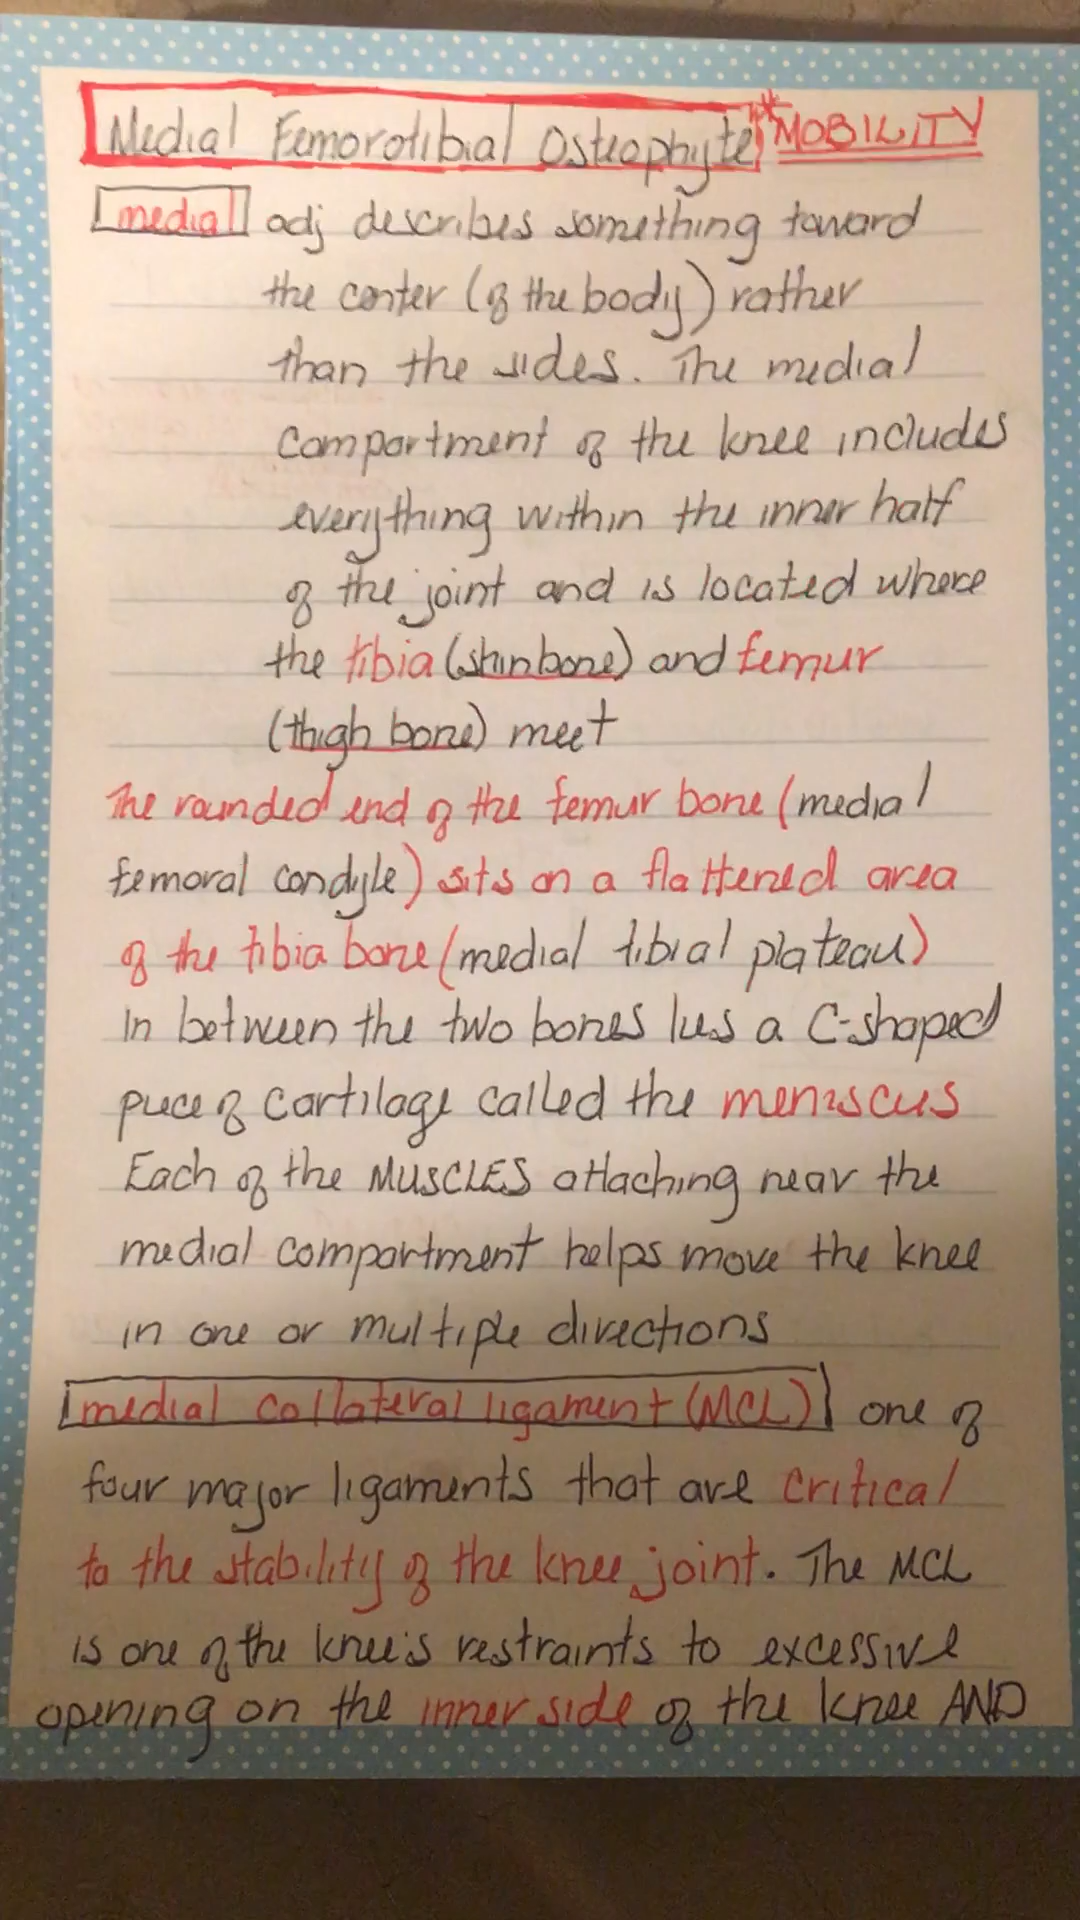 Medial Femorotibial Osteophyte *MOBILITY
medial adj describes something toward
the center (of the body) rather
than the sides. The medial
compartment of the knee includes
everything within the inner half
of the joint and is located where
the tibia (shinbone) and femur
(thigh bone) meet
The rounded end of the femur bone (medial
femoral condyle) sits on a flattened area
of the tibia bone (medial tibial plateau)
In between the two bones lies a C-shaped
piece of cartilage called the meniscus
Each of the MUSCLES attaching near the
medial compartment helps move the knee
in one or multiple directions
medial collateral ligament (MCL) one of
four major ligaments that are critical
to the stability of the knee joint. The MCL
is one of the knee's restraints to excessive
opening on the inner side of the knee AND